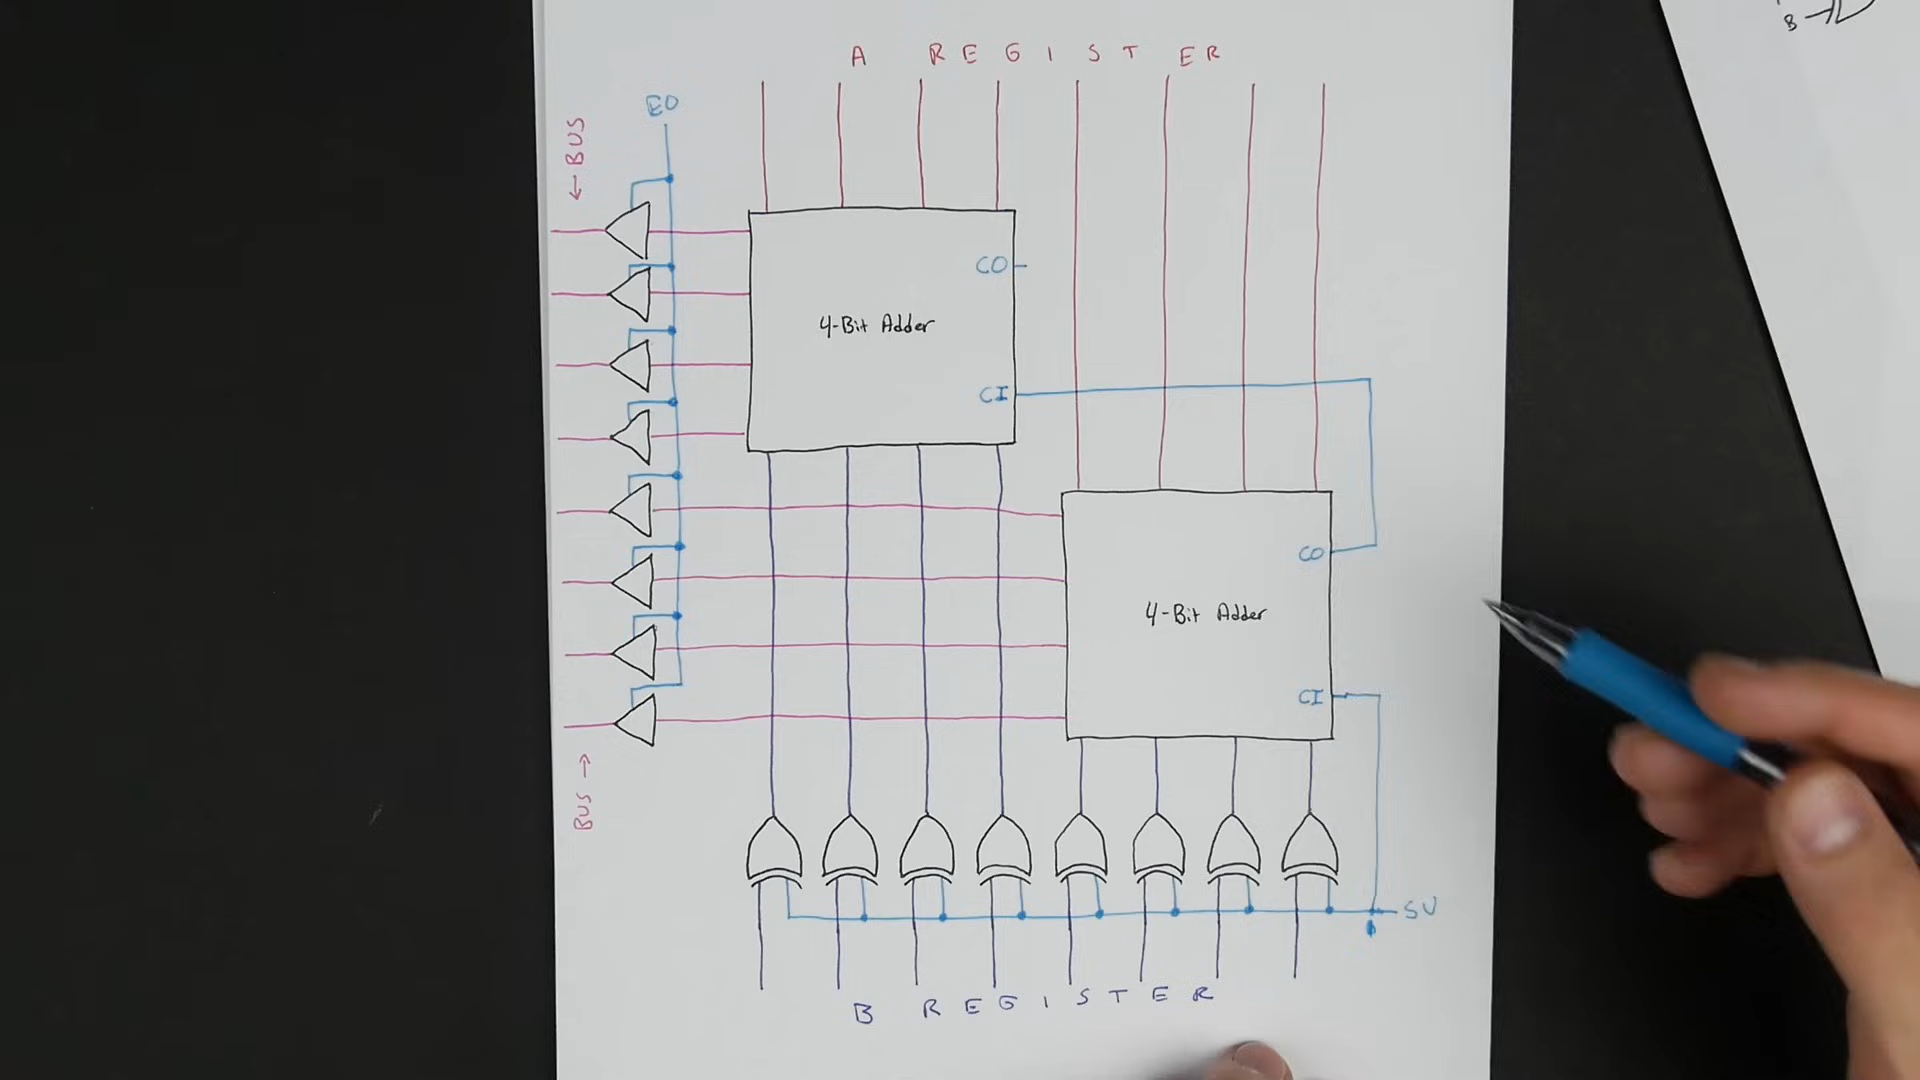 A REGISTER
EO
← BUS
CO
4-Bit Adder
CI
CO
4-Bit Adder
CI
BUS →
SU
B REGISTER
B